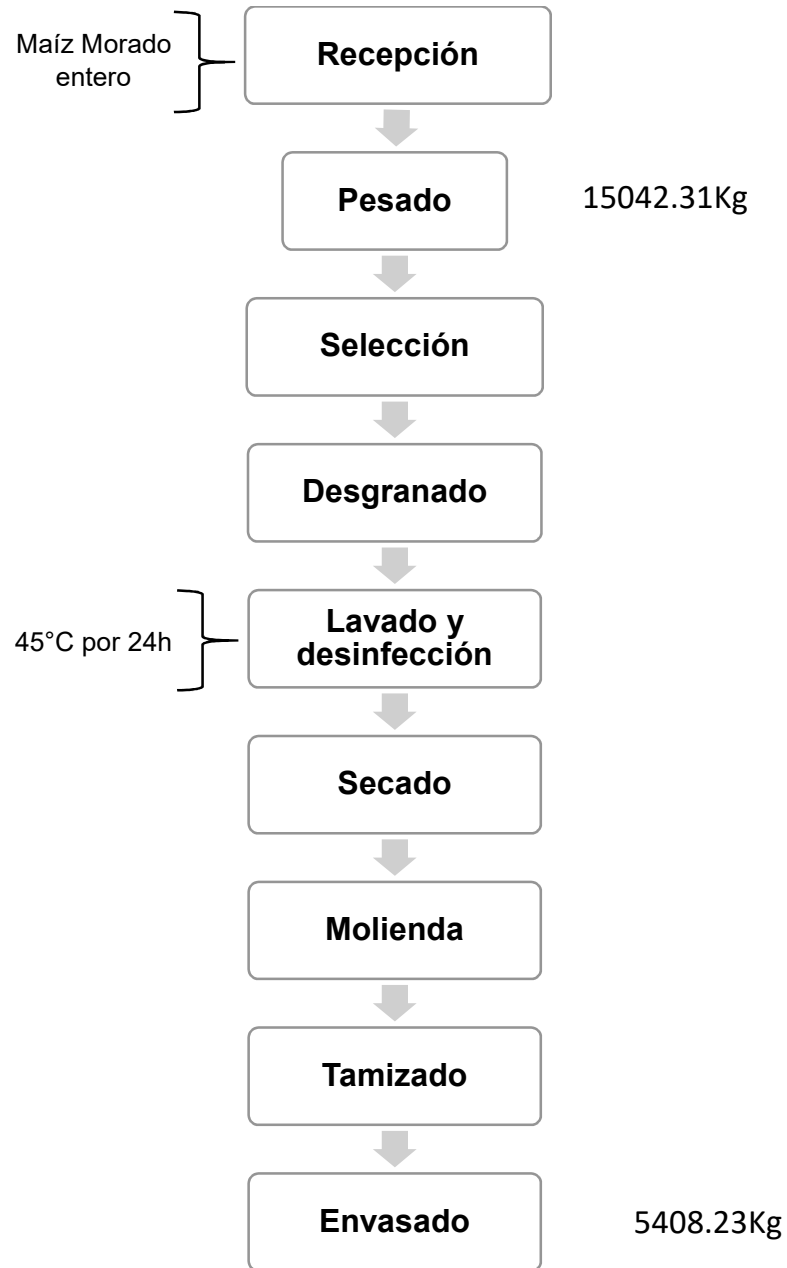 Maíz Morado
entero
Recepción
Pesado
15042.31Kg
Selección
Desgranado
45°C por 24h
Lavado y
desinfección
Secado
Molienda
Tamizado
Envasado
5408.23Kg